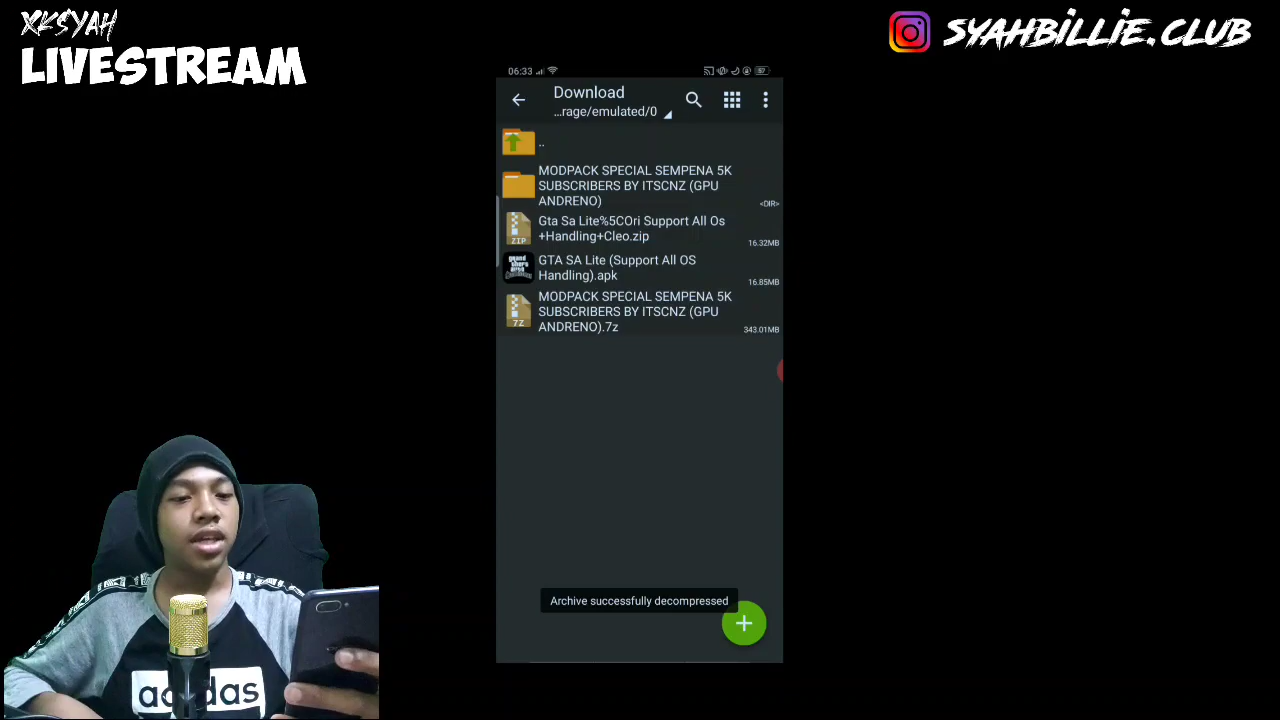 XKSYAH
LIVESTREAM
SYAHBILLIE.CLUB
06:33
57
Download
...rage/emulated/0
..
MODPACK SPECIAL SEMPENA 5K
SUBSCRIBERS BY ITSCNZ (GPU
ANDRENO)
<DIR>
Gta Sa Lite%5COri Support All Os
+Handling+Cleo.zip
ZIP
16.32MB
GTA SA Lite (Support All OS
Handling).apk
16.85MB
MODPACK SPECIAL SEMPENA 5K
SUBSCRIBERS BY ITSCNZ (GPU
ANDRENO).7z
7Z
343.01MB
Archive successfully decompressed
adidas